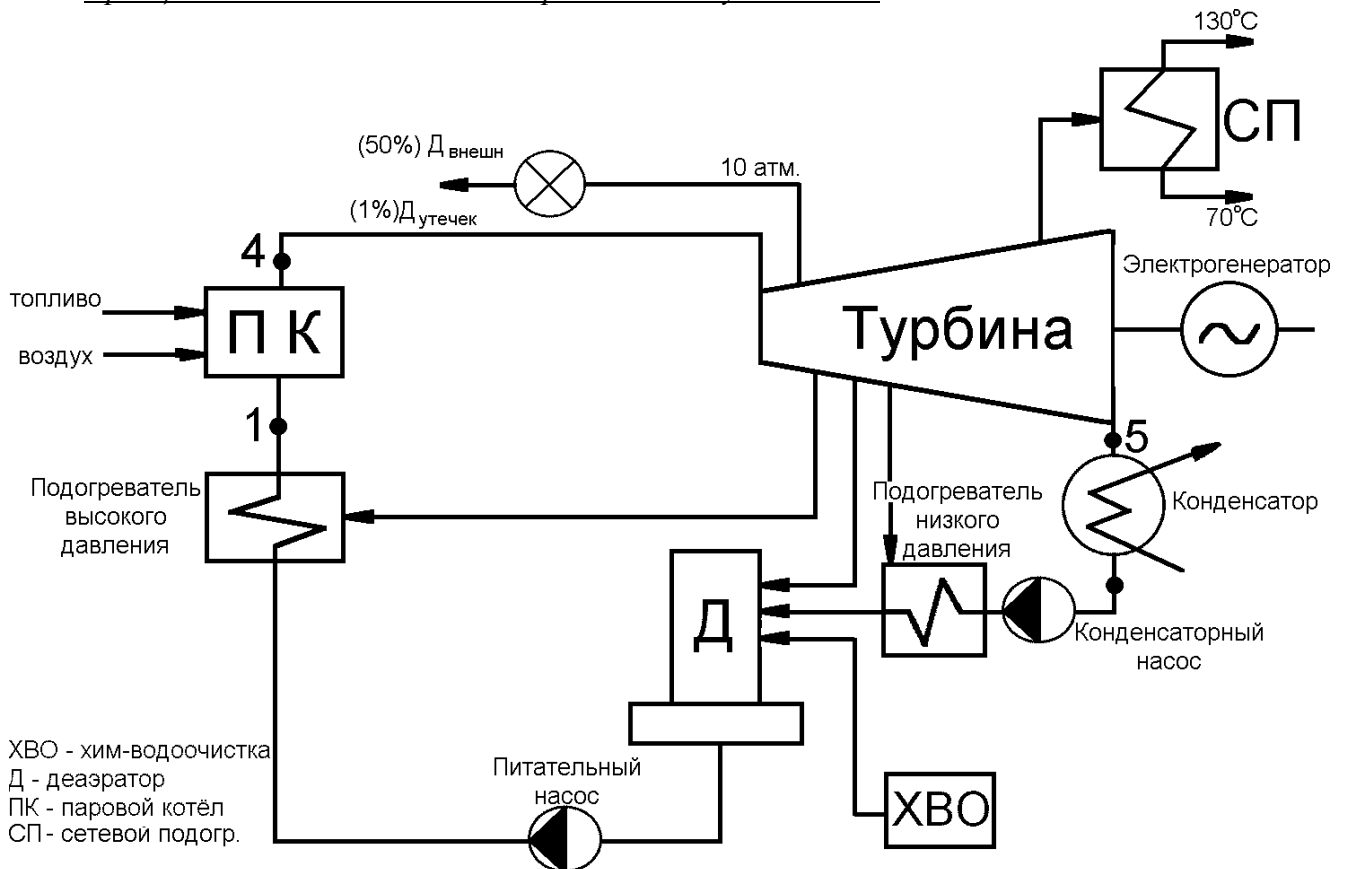 130°C
СП
(50%) Д внешн
10 атм.
(1%)Д утечек
70°C
4
Электрогенератор
топливо
ПК
Турбина
воздух
1
5
Подогреватель
высокого
давления
Подогреватель
низкого
давления
Конденсатор
Д
Конденсаторный
насос
ХВО - хим-водоочистка
Д - деаэратор
ПК - паровой котёл
СП - сетевой подогр.
Питательный
насос
ХВО